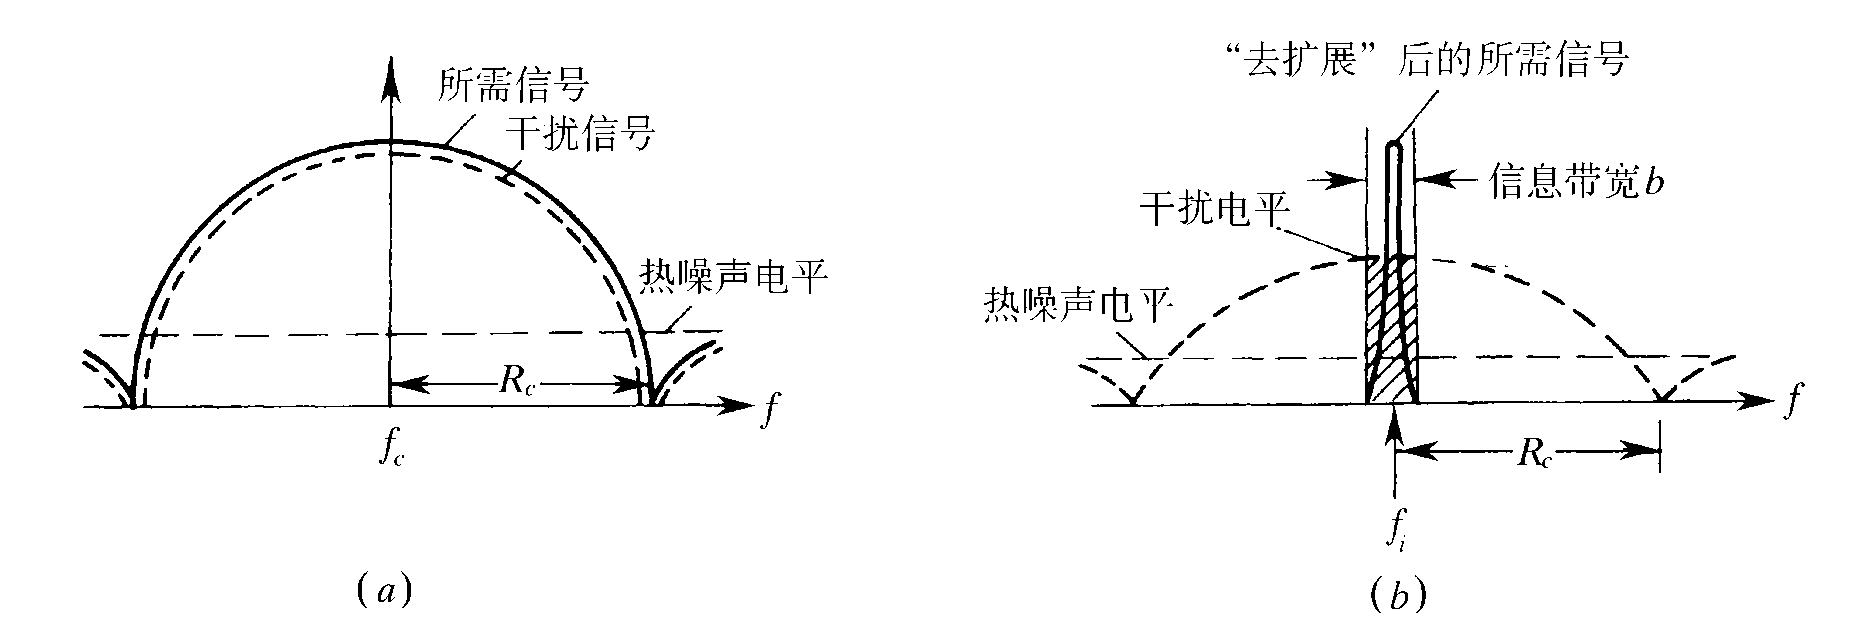 所需信号
干扰信号
热噪声电平
R_c
f
f_c
(a)
“去扩展”后的所需信号
信息带宽b
干扰电平
热噪声电平
f
R_c
f_i
(b)